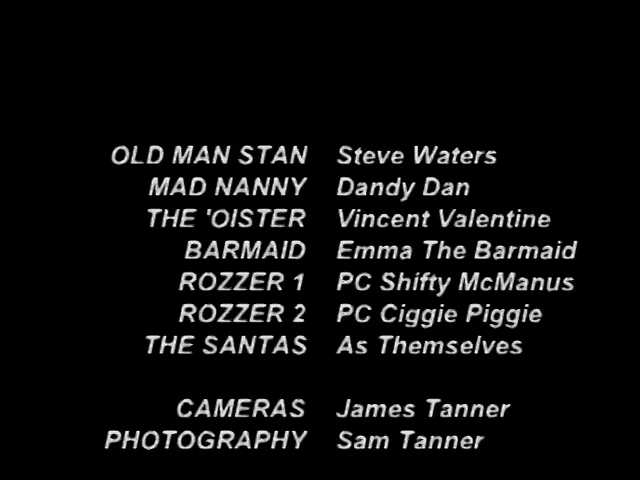 OLD MAN STAN Steve Waters
MAD NANNY Dandy Dan
THE 'OISTER Vincent Valentine
BARMAID Emma The Barmaid
ROZZER 1 PC Shifty McManus
ROZZER 2 PC Ciggie Piggie
THE SANTAS As Themselves
CAMERAS James Tanner
PHOTOGRAPHY Sam Tanner